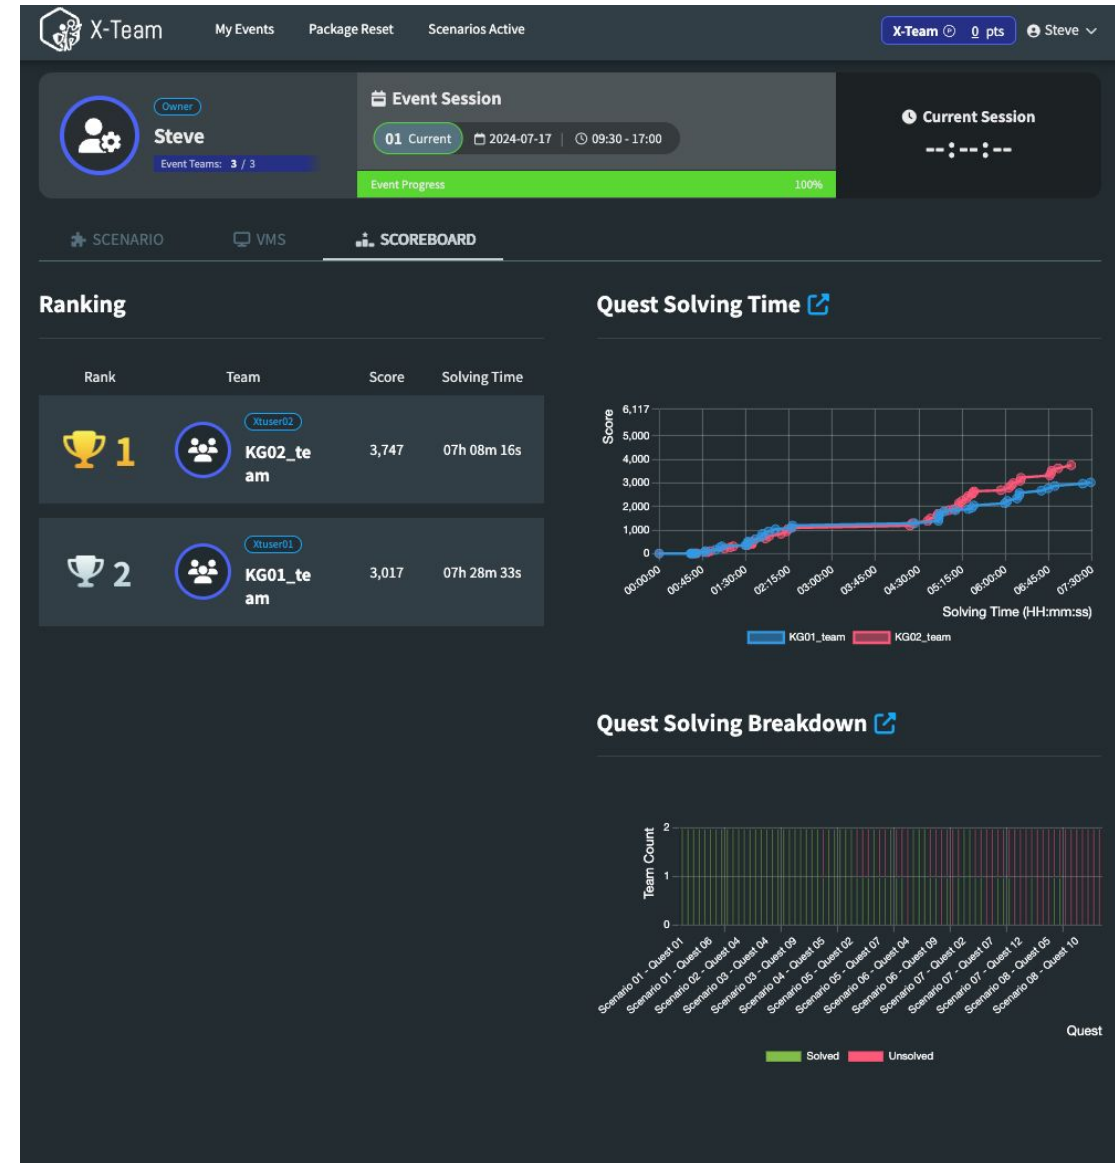 X-Team
My Events Package Reset Scenarios Active
X-Team P 0 pts Steve
Owner
Steve
Event Teams: 3 / 3
Event Session
01 Current 2024-07-17 | 09:30 - 17:00
Event Progress 100%
Current Session
--:--:--
SCENARIO VMS SCOREBOARD
Ranking
Rank Team Score Solving Time
1 Xtuser02 KG02_te 3,747 07h 08m 16s
am
2 Xtuser01 KG01_te 3,017 07h 28m 33s
am
Quest Solving Time
Score
6,117
5,000
4,000
3,000
2,000
1,000
0
00:00:00 00:45:00 01:30:00 02:15:00 03:00:00 03:45:00 04:30:00 05:15:00 06:00:00 06:45:00 07:30:00
Solving Time (HH:mm:ss)
KG01_team KG02_team
Quest Solving Breakdown
Team Count
2
1
0
Scenario 01 - Quest 01
Scenario 01 - Quest 06
Scenario 02 - Quest 04
Scenario 03 - Quest 04
Scenario 03 - Quest 09
Scenario 04 - Quest 05
Scenario 05 - Quest 02
Scenario 05 - Quest 07
Scenario 06 - Quest 04
Scenario 06 - Quest 09
Scenario 07 - Quest 02
Scenario 07 - Quest 07
Scenario 07 - Quest 12
Scenario 08 - Quest 05
Scenario 08 - Quest 10
Quest
Solved Unsolved